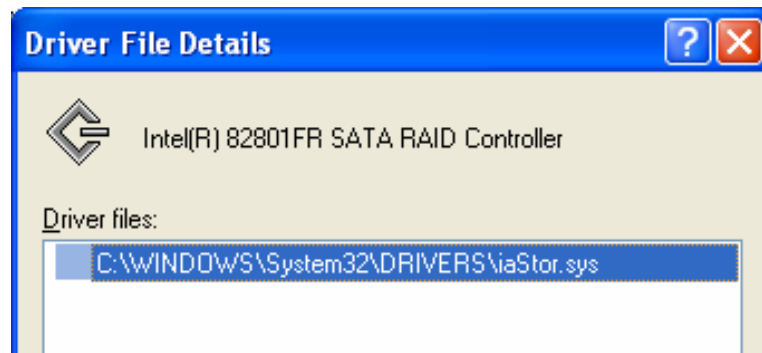 Driver File Details
Intel(R) 82801FR SATA RAID Controller
Driver files:
C:\WINDOWS\System32\DRIVERS\iaStor.sys